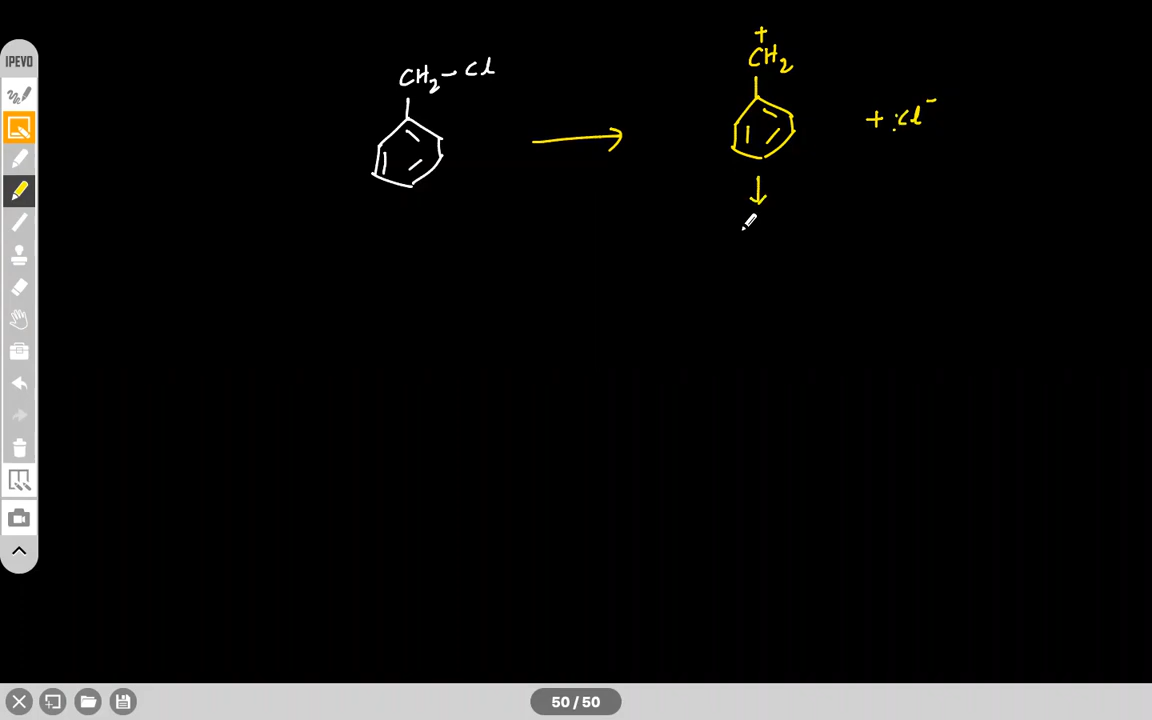 IPEVO
+
CH2
CH2-Cl
+ :Cl-
50 / 50